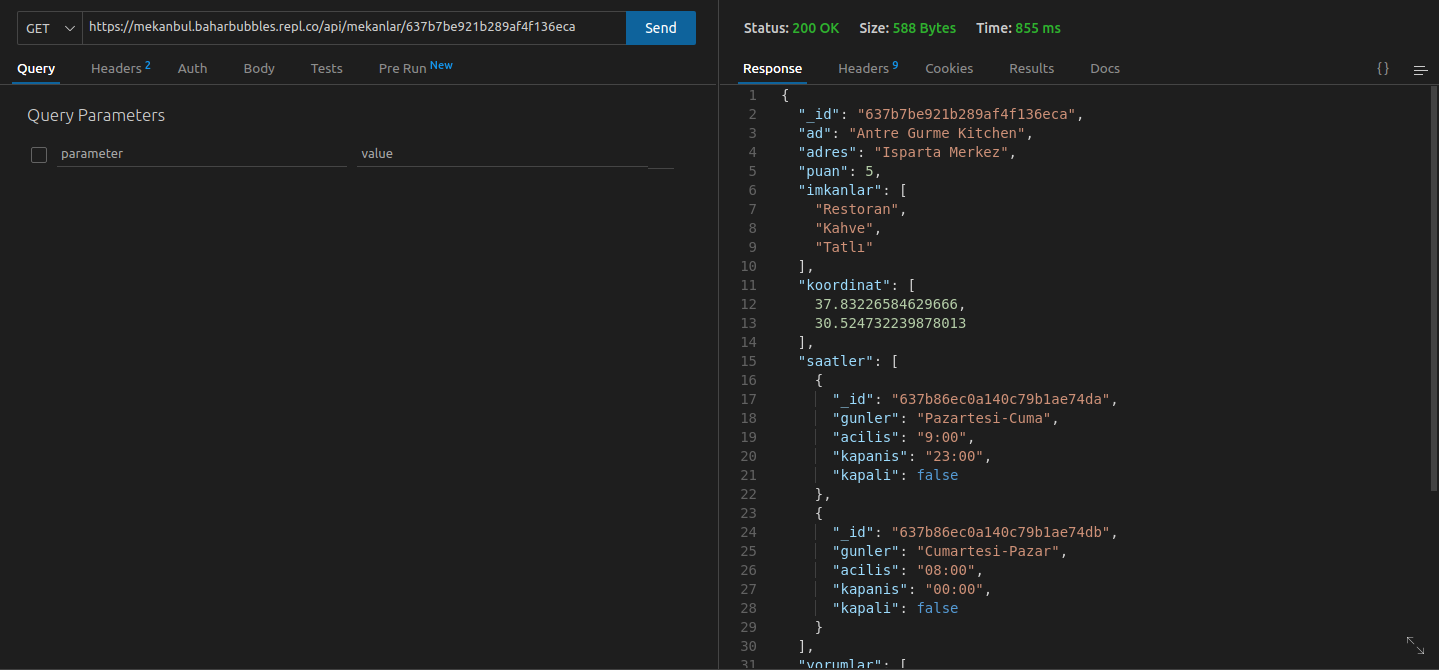 GET
https://mekanbul.baharbubbles.repl.co/api/mekanlar/637b7be921b289af4f136eca
Send
Query
Headers 2
Auth
Body
Tests
Pre Run New
Query Parameters
parameter
value
Status: 200 OK
Size: 588 Bytes
Time: 855 ms
Response
Headers 9
Cookies
Results
Docs
{}
1 {
2 "_id": "637b7be921b289af4f136eca",
3 "ad": "Antre Gurme Kitchen",
4 "adres": "Isparta Merkez",
5 "puan": 5,
6 "imkanlar": [
7 "Restoran",
8 "Kahve",
9 "Tatlı"
10 ],
11 "koordinat": [
12 37.83226584629666,
13 30.524732239878013
14 ],
15 "saatler": [
16 {
17 "_id": "637b86ec0a140c79b1ae74da",
18 "gunler": "Pazartesi-Cuma",
19 "acilis": "9:00",
20 "kapanis": "23:00",
21 "kapali": false
22 },
23 {
24 "_id": "637b86ec0a140c79b1ae74db",
25 "gunler": "Cumartesi-Pazar",
26 "acilis": "08:00",
27 "kapanis": "00:00",
28 "kapali": false
29 }
30 ],
31 "yorumlar": [